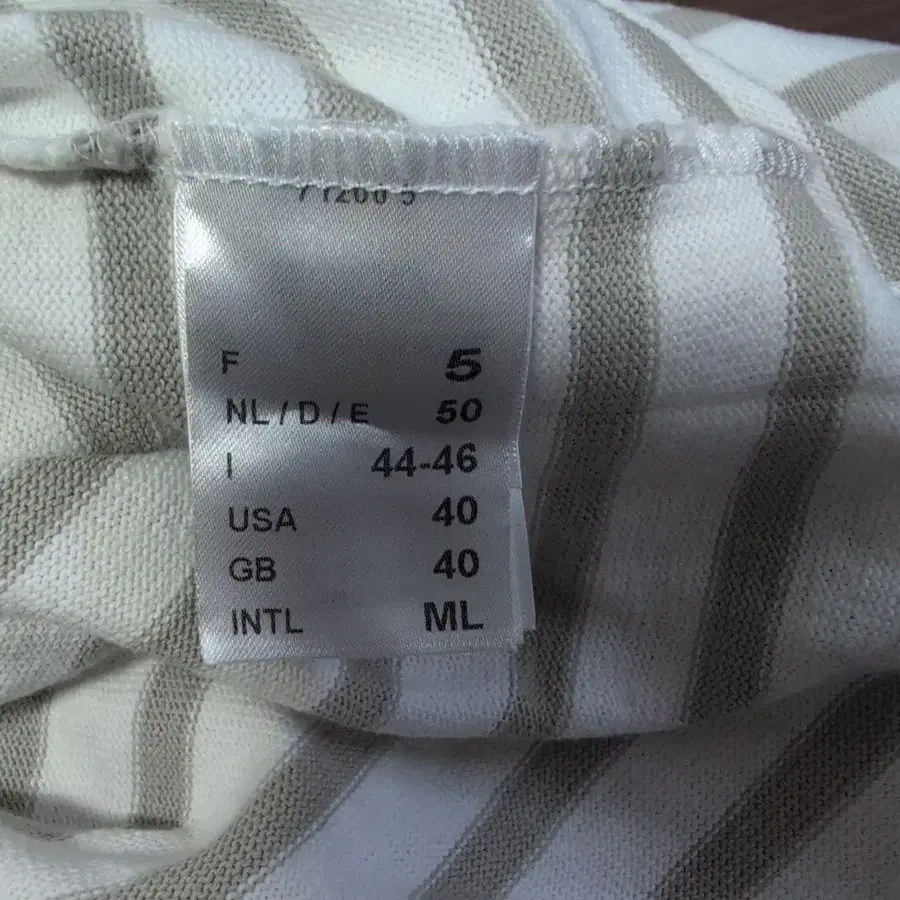 F 5
NL / D / E 50
I 44-46
USA 40
GB 40
INTL ML